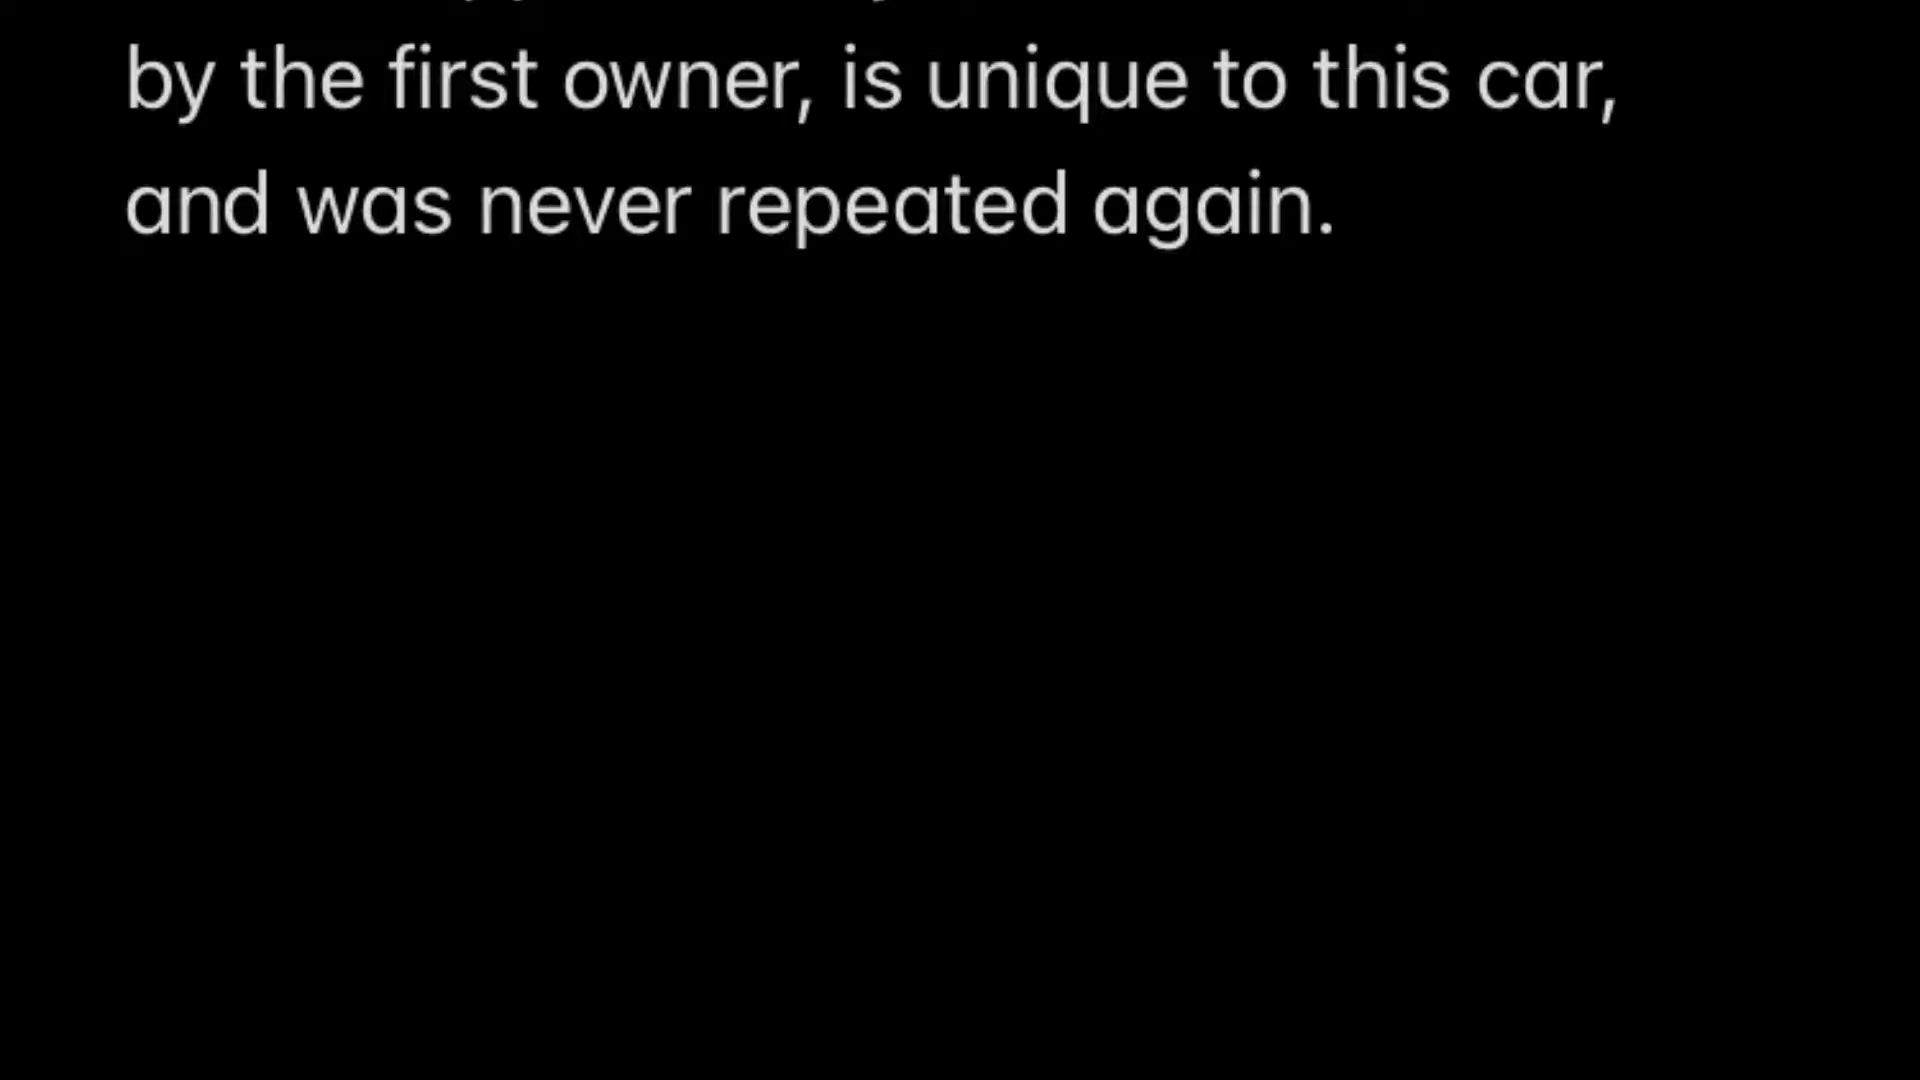 by the first owner, is unique to this car,
and was never repeated again.